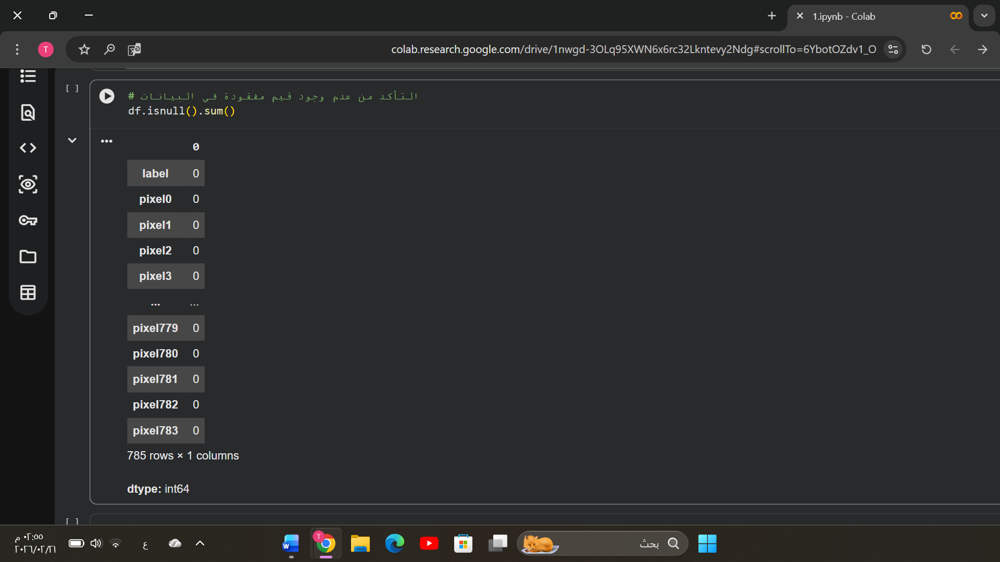 1.ipynb - Colab
T
colab.research.google.com/drive/1nwgd-3OLq95XWN6x6rc32Lkntevy2Ndg#scrollTo=6YbotOZdv1_O
[ ]
# التأكد من عدم وجود قيم مفقودة في البيانات
df.isnull().sum()
0
label 0
pixel0 0
pixel1 0
pixel2 0
pixel3 0
... ...
pixel779 0
pixel780 0
pixel781 0
pixel782 0
pixel783 0
785 rows × 1 columns
dtype: int64
[ ]
بحث
ع
٠٢:٥٥ م
٢٠٢٦/٠٢/٢١